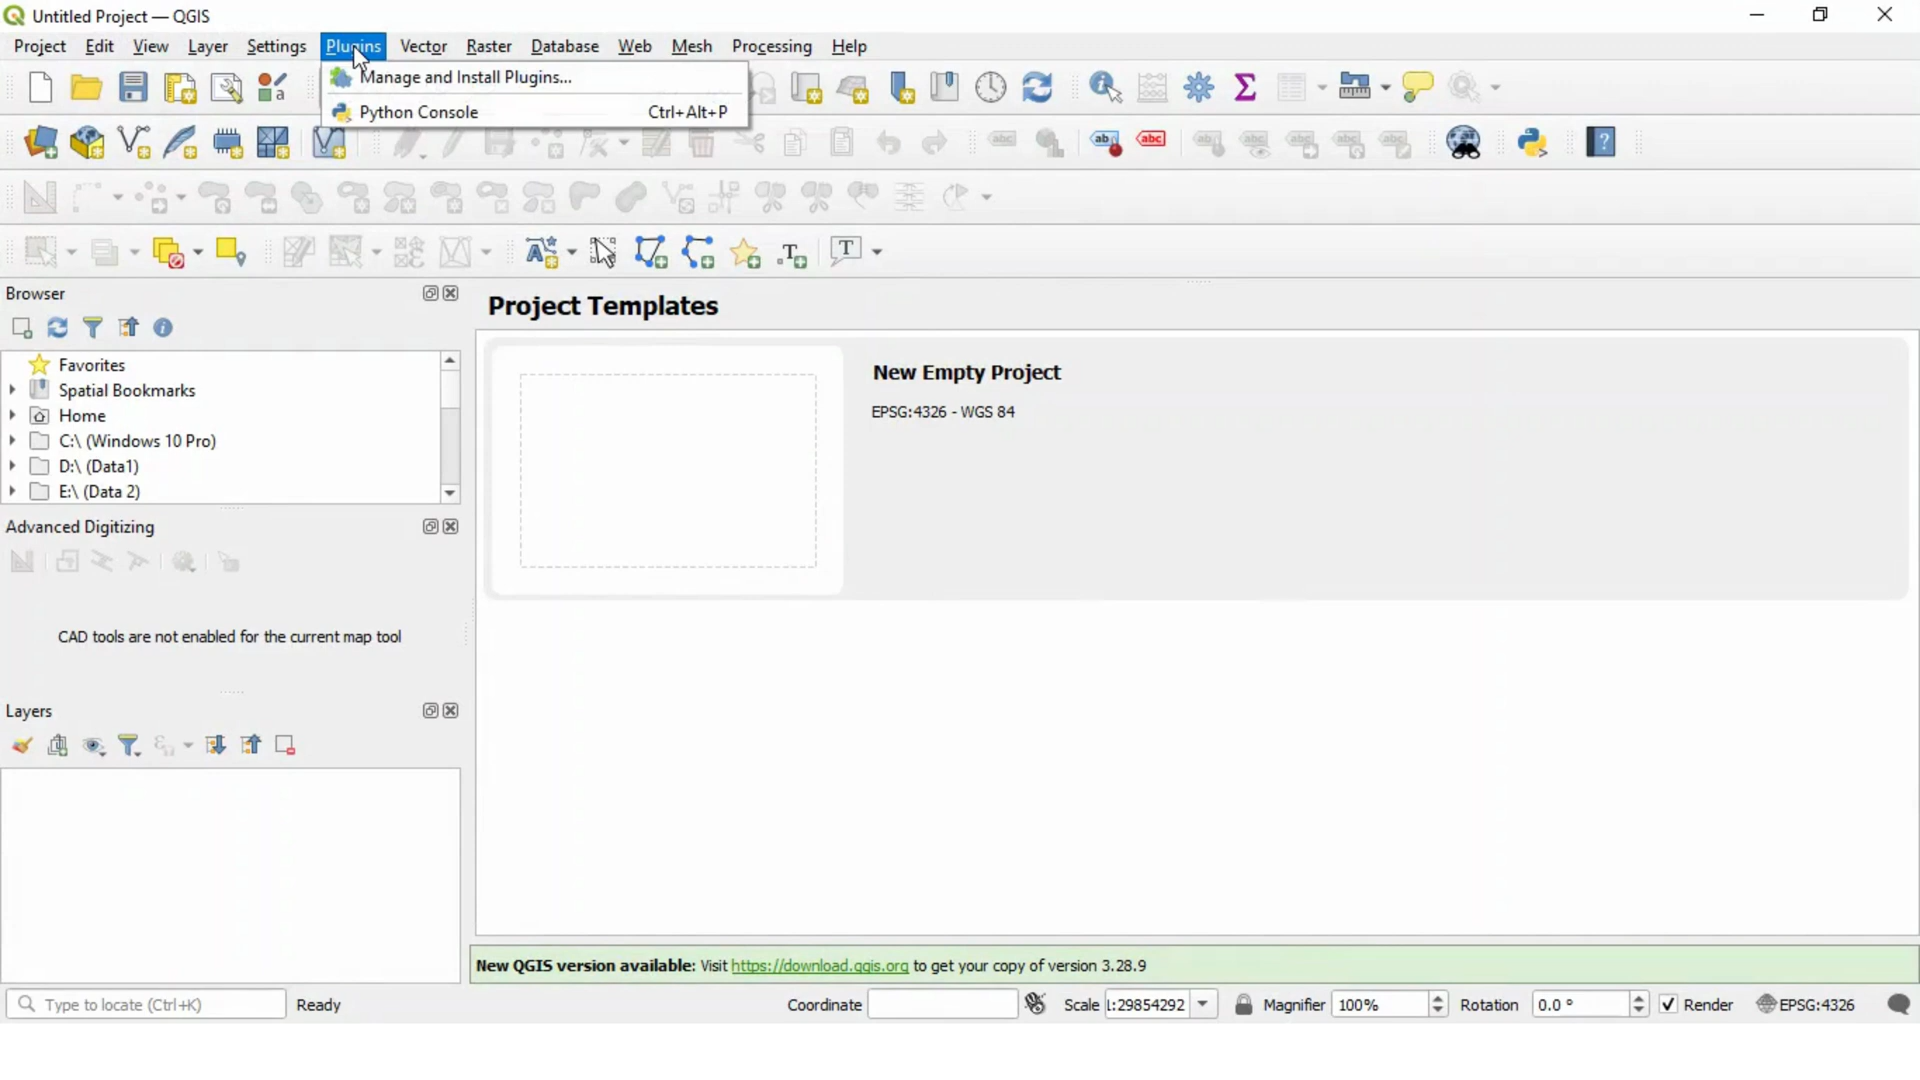 Untitled Project — QGIS
Project Edit View Layer Settings Plugins Vector Raster Database Web Mesh Processing Help
Manage and Install Plugins...
Python Console Ctrl+Alt+P
Browser
Project Templates
Favorites
Spatial Bookmarks
Home
C:\ (Windows 10 Pro)
D:\ (Data1)
E:\ (Data 2)
New Empty Project
EPSG:4326 - WGS 84
Advanced Digitizing
CAD tools are not enabled for the current map tool
Layers
New QGIS version available: Visit https://download.qgis.org to get your copy of version 3.28.9
Type to locate (Ctrl+K) Ready Coordinate Scale 1:29854292 Magnifier 100% Rotation 0.0 ° Render EPSG:4326